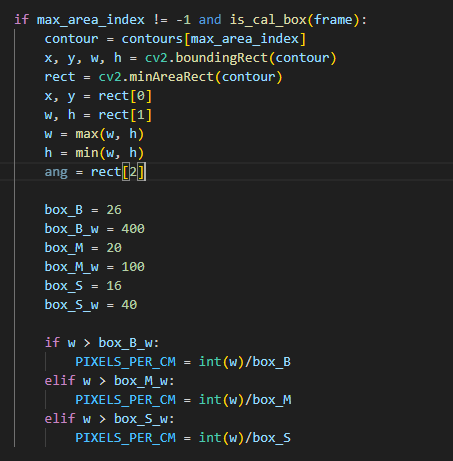 if max_area_index != -1 and is_cal_box(frame):
    contour = contours[max_area_index]
    x, y, w, h = cv2.boundingRect(contour)
    rect = cv2.minAreaRect(contour)
    x, y = rect[0]
    w, h = rect[1]
    w = max(w, h)
    h = min(w, h)
    ang = rect[2]

    box_B = 26
    box_B_w = 400
    box_M = 20
    box_M_w = 100
    box_S = 16
    box_S_w = 40

    if w > box_B_w:
        PIXELS_PER_CM = int(w)/box_B
    elif w > box_M_w:
        PIXELS_PER_CM = int(w)/box_M
    elif w > box_S_w:
        PIXELS_PER_CM = int(w)/box_S